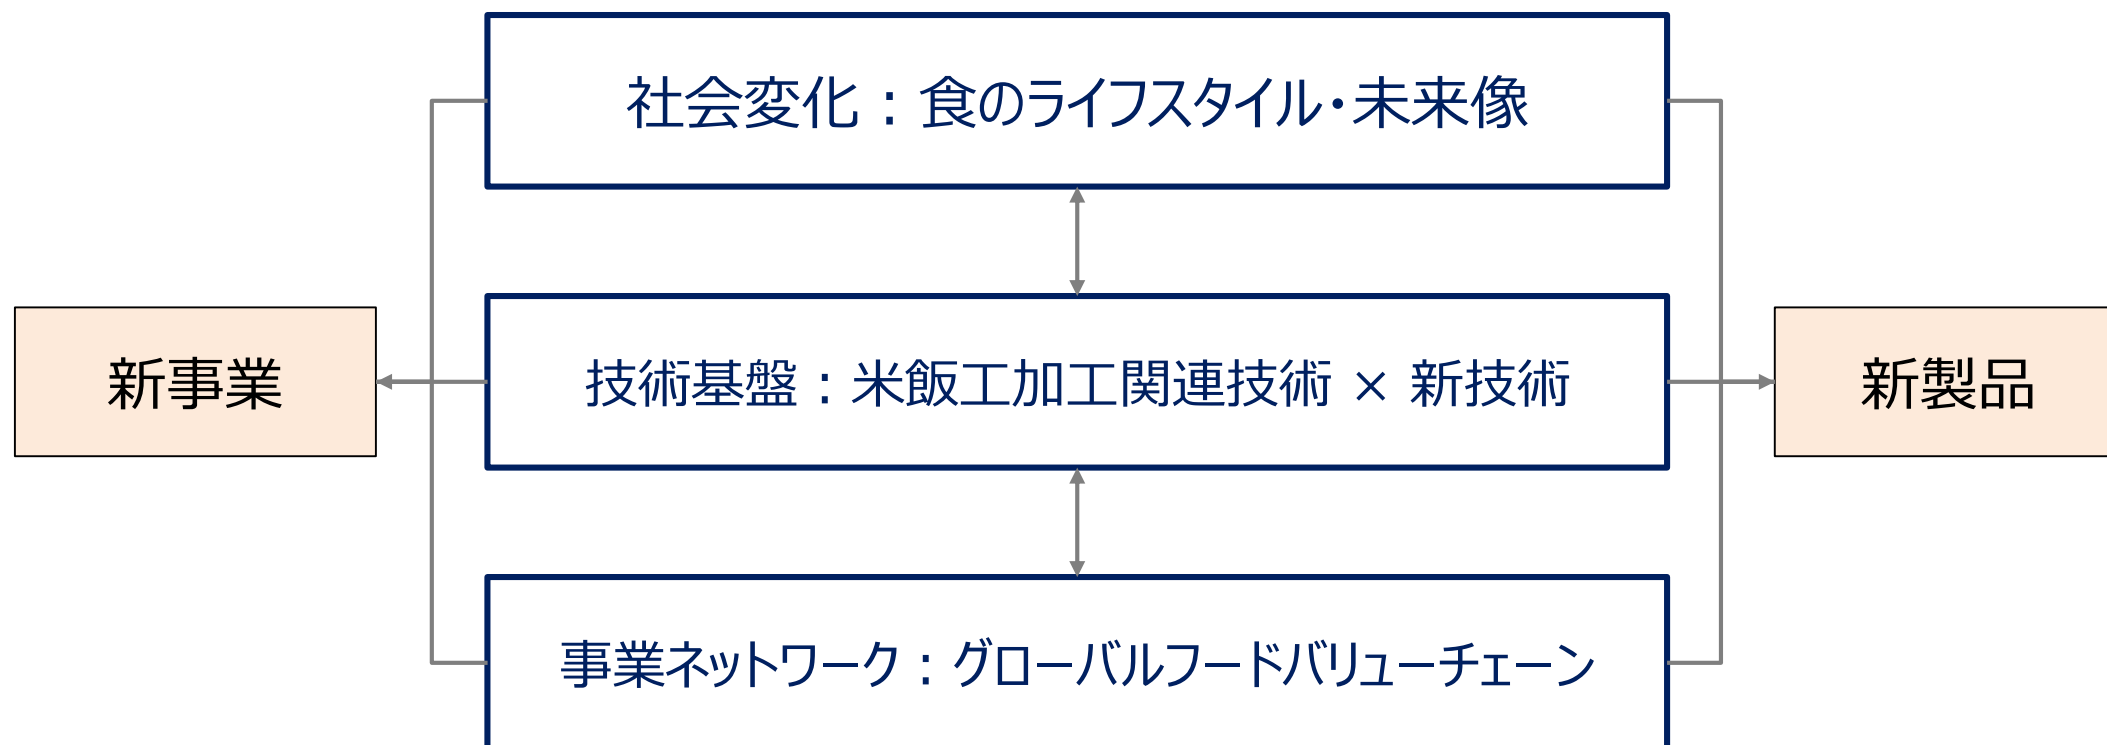 社会変化：食のライフスタイル・未来像
新事業
技術基盤：米飯工加工関連技術 × 新技術
新製品
事業ネットワーク：グローバルフードバリューチェーン